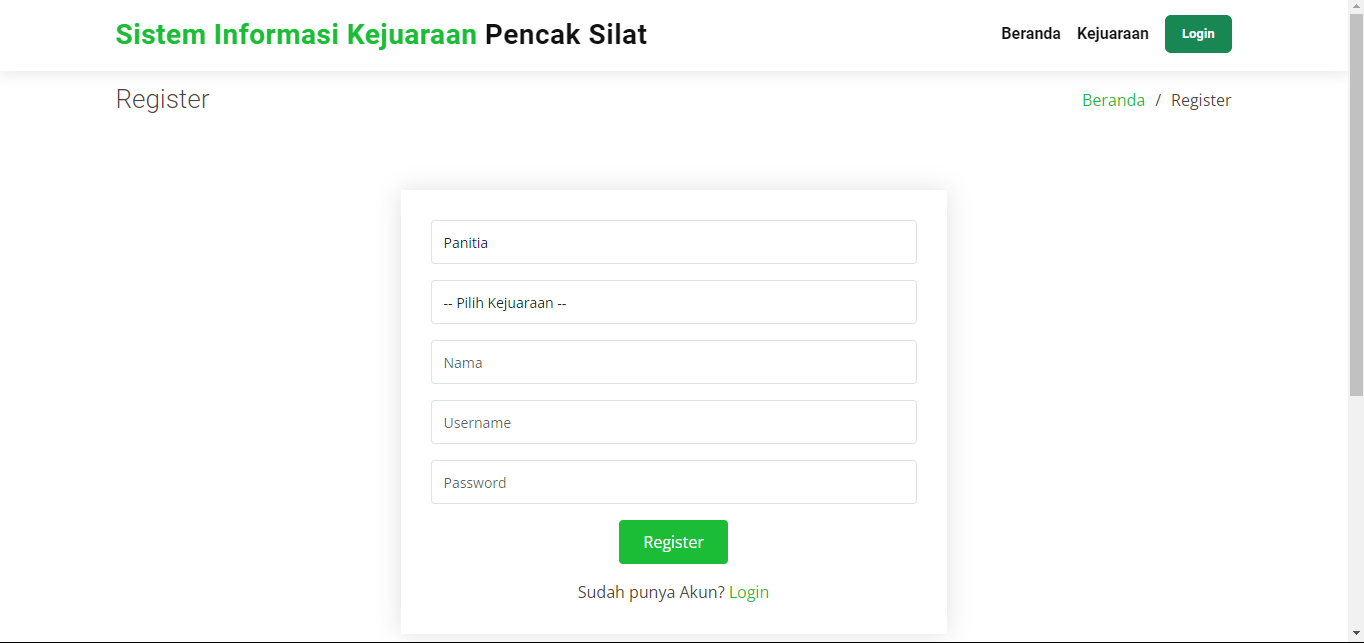 Sistem Informasi Kejuaraan Pencak Silat
Beranda Kejuaraan Login
Register
Beranda / Register
Panitia
-- Pilih Kejuaraan --
Nama
Username
Password
Register
Sudah punya Akun? Login